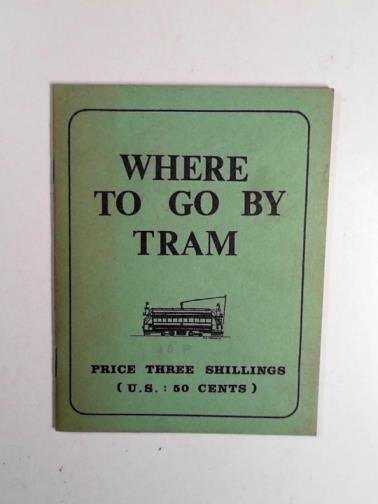 WHERE
TO GO BY
TRAM
PRICE THREE SHILLINGS
(U.S. : 50 CENTS)